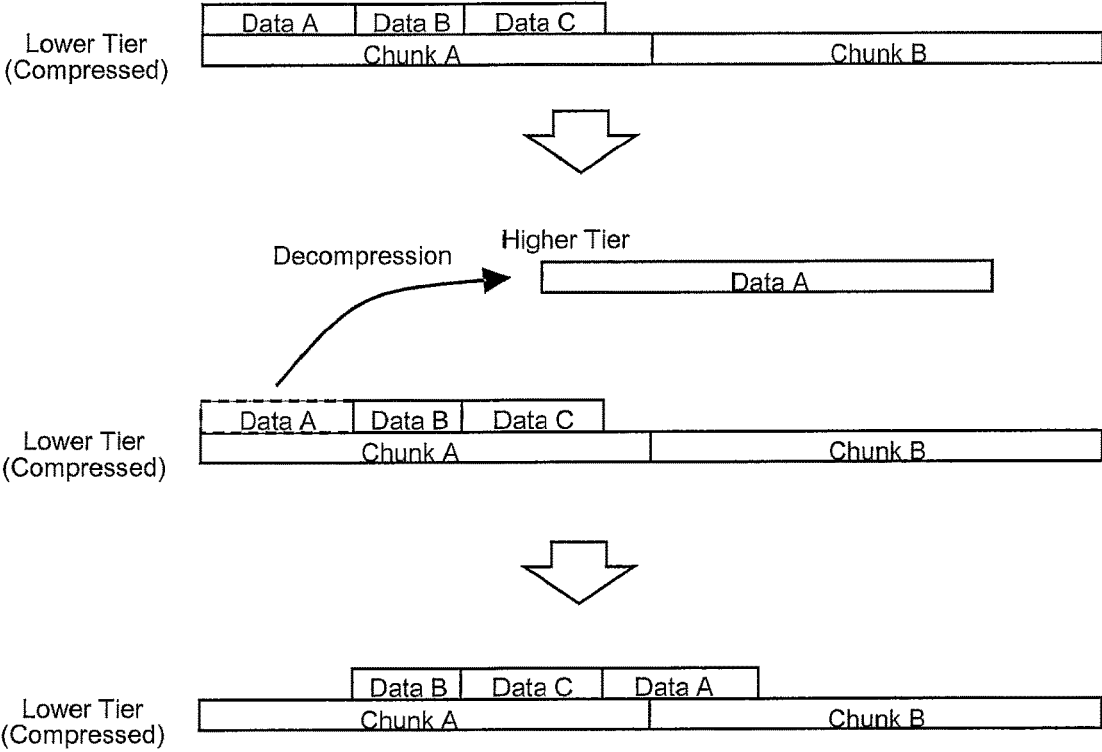 Data A Data B Data C
Lower Tier
(Compressed)
Chunk A Chunk B
Higher Tier
Decompression
Data A
Data A Data B Data C
Lower Tier
(Compressed)
Chunk A Chunk B
Data B Data C Data A
Lower Tier
(Compressed)
Chunk A Chunk B